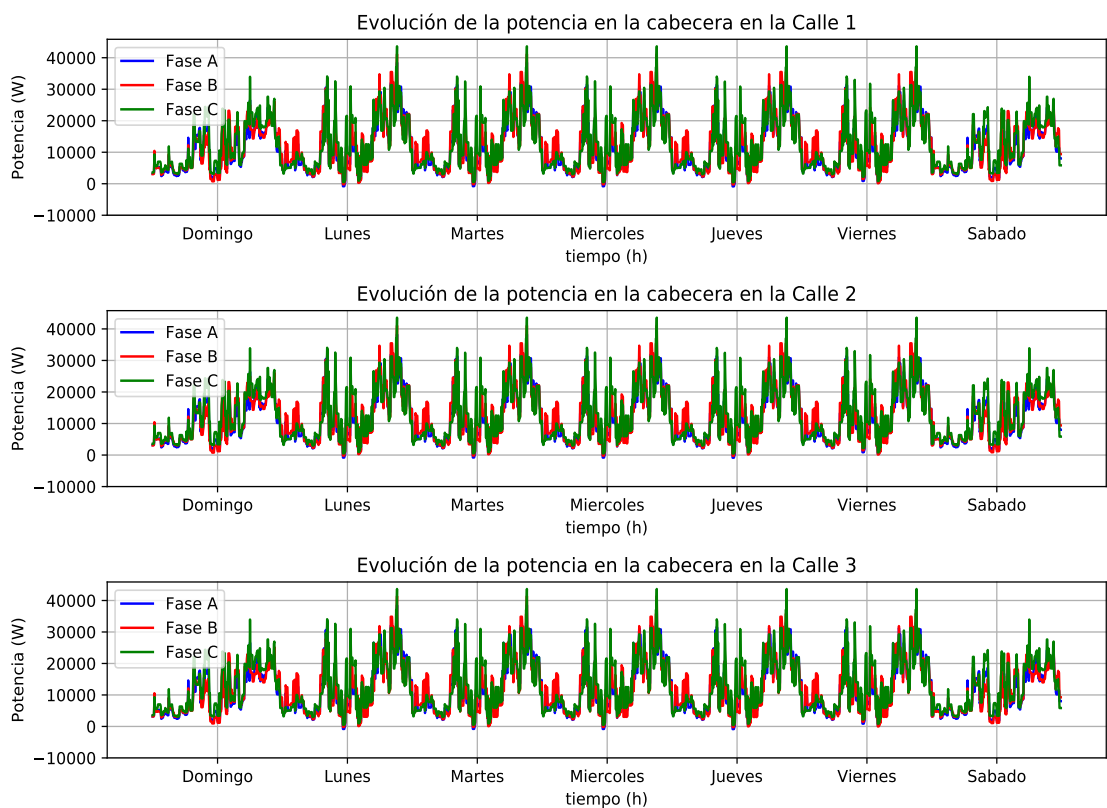 Evolución de la potencia en la cabecera en la Calle 1
Potencia (W)
40000
30000
20000
10000
0
−10000
Fase A
Fase B
Fase C
Domingo Lunes Martes Miercoles Jueves Viernes Sabado
tiempo (h)
Evolución de la potencia en la cabecera en la Calle 2
Potencia (W)
40000
30000
20000
10000
0
−10000
Fase A
Fase B
Fase C
Domingo Lunes Martes Miercoles Jueves Viernes Sabado
tiempo (h)
Evolución de la potencia en la cabecera en la Calle 3
Potencia (W)
40000
30000
20000
10000
0
−10000
Fase A
Fase B
Fase C
Domingo Lunes Martes Miercoles Jueves Viernes Sabado
tiempo (h)